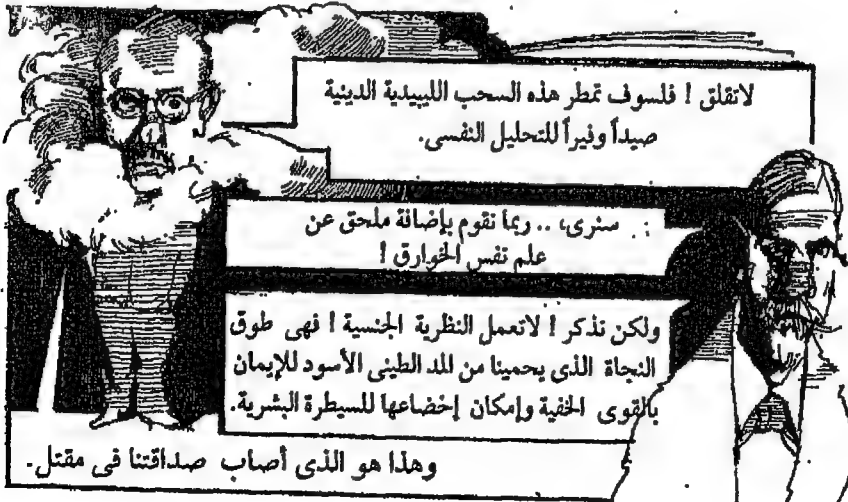 لاتقلق ! فلسوف تمطر هذه السحب الليبيدية الدينية
صيداً وفيراً للتحليل النفسى.
سنرى، .. ربما نقوم بإضافة ملحق عن
علم نفس الخوارق !
ولكن تذكر ! لاتهمل النظرية الجنسية ! فهى طوق
النجاة الذى يحمينا من المد الطينى الأسود للإيمان
بالقوى الخفية وإمكان إخضاعها للسيطرة البشرية.
وهذا هو الذى أصاب صداقتنا فى مقتل.